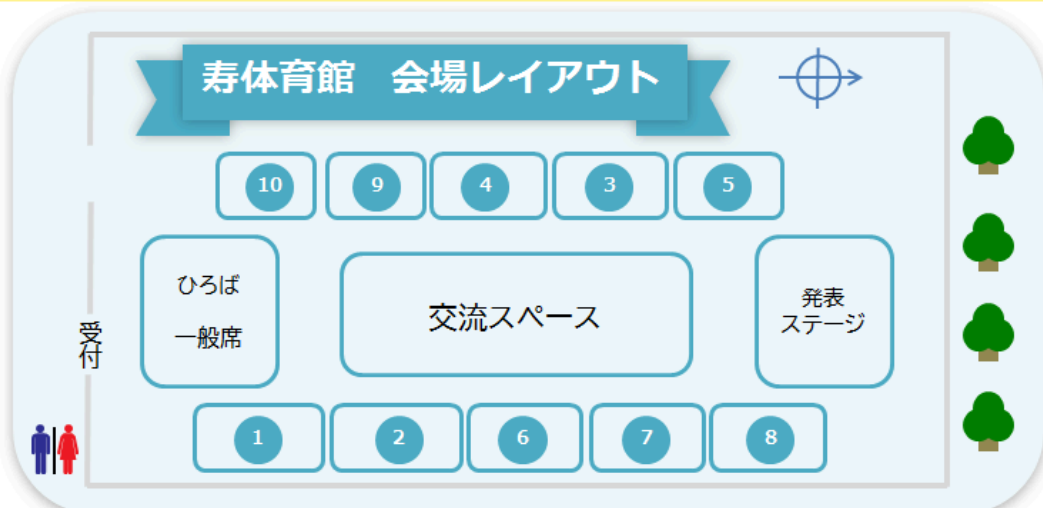 寿体育館　会場レイアウト
10 9 4 3 5
ひろば
一般席
交流スペース
発表
ステージ
受付
1 2 6 7 8